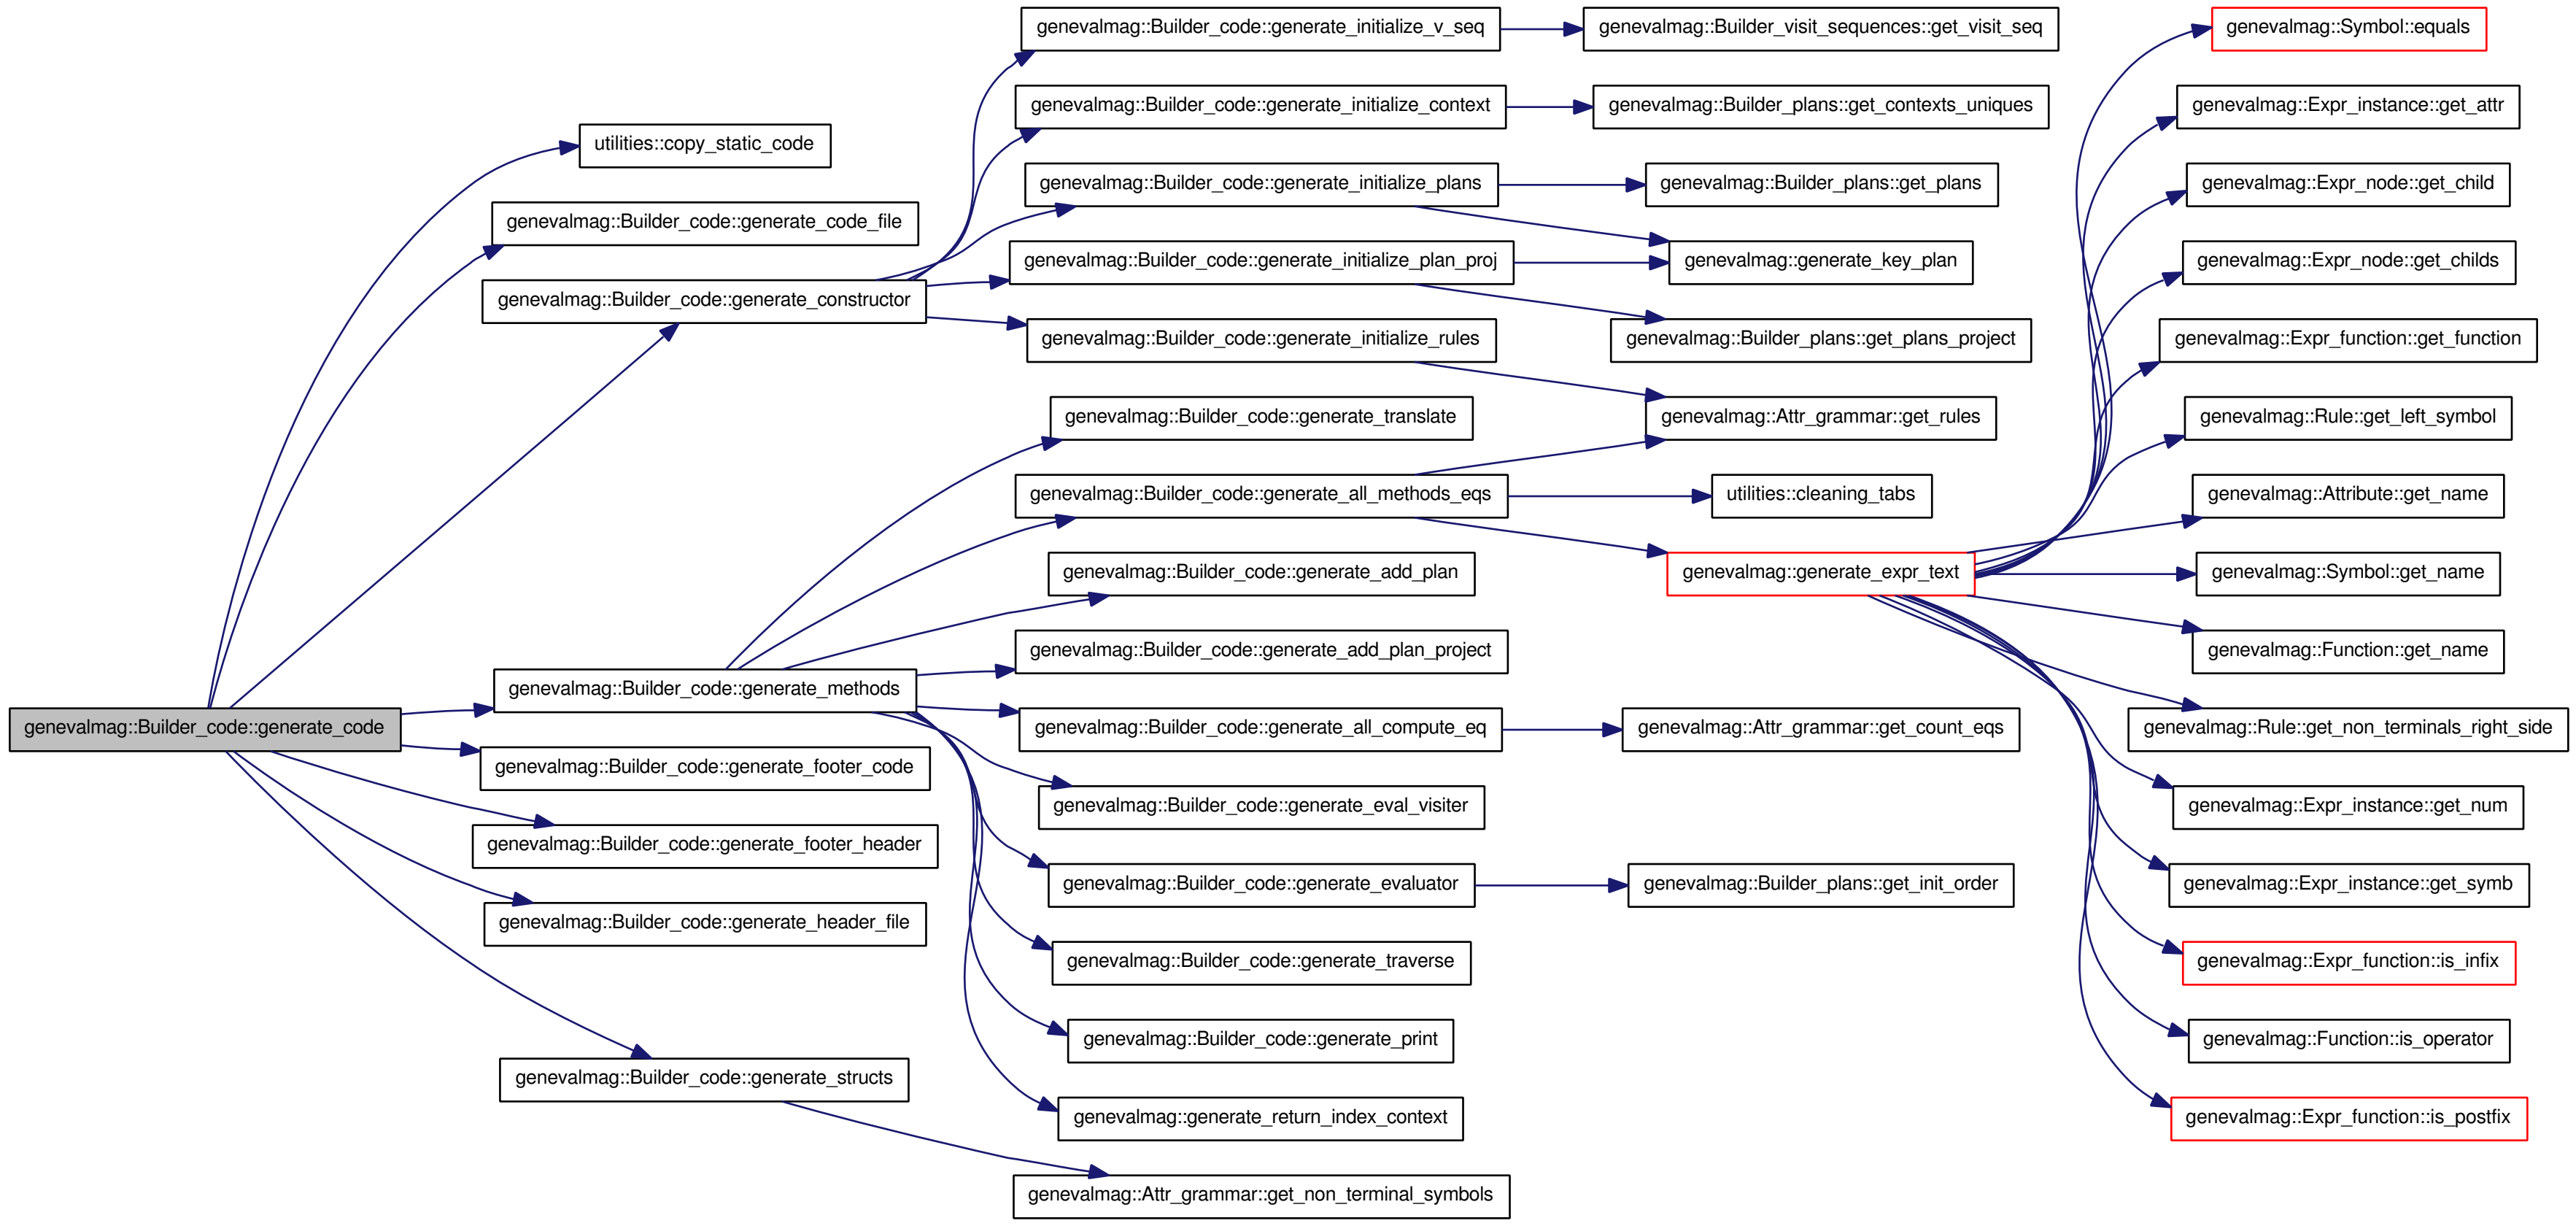 genevalmag::Builder_code::generate_code
utilities::copy_static_code
genevalmag::Builder_code::generate_code_file
genevalmag::Builder_code::generate_constructor
genevalmag::Builder_code::generate_methods
genevalmag::Builder_code::generate_footer_code
genevalmag::Builder_code::generate_footer_header
genevalmag::Builder_code::generate_header_file
genevalmag::Builder_code::generate_structs
genevalmag::Builder_code::generate_initialize_v_seq
genevalmag::Builder_code::generate_initialize_context
genevalmag::Builder_code::generate_initialize_plans
genevalmag::Builder_code::generate_initialize_plan_proj
genevalmag::Builder_code::generate_initialize_rules
genevalmag::Builder_code::generate_translate
genevalmag::Builder_code::generate_all_methods_eqs
genevalmag::Builder_code::generate_add_plan
genevalmag::Builder_code::generate_add_plan_project
genevalmag::Builder_code::generate_all_compute_eq
genevalmag::Builder_code::generate_eval_visiter
genevalmag::Builder_code::generate_evaluator
genevalmag::Builder_code::generate_traverse
genevalmag::Builder_code::generate_print
genevalmag::generate_return_index_context
genevalmag::Attr_grammar::get_non_terminal_symbols
genevalmag::Builder_visit_sequences::get_visit_seq
genevalmag::Builder_plans::get_contexts_uniques
genevalmag::Builder_plans::get_plans
genevalmag::generate_key_plan
genevalmag::Builder_plans::get_plans_project
genevalmag::Attr_grammar::get_rules
utilities::cleaning_tabs
genevalmag::generate_expr_text
genevalmag::Attr_grammar::get_count_eqs
genevalmag::Builder_plans::get_init_order
genevalmag::Symbol::equals
genevalmag::Expr_instance::get_attr
genevalmag::Expr_node::get_child
genevalmag::Expr_node::get_childs
genevalmag::Expr_function::get_function
genevalmag::Rule::get_left_symbol
genevalmag::Attribute::get_name
genevalmag::Symbol::get_name
genevalmag::Function::get_name
genevalmag::Rule::get_non_terminals_right_side
genevalmag::Expr_instance::get_num
genevalmag::Expr_instance::get_symb
genevalmag::Expr_function::is_infix
genevalmag::Function::is_operator
genevalmag::Expr_function::is_postfix